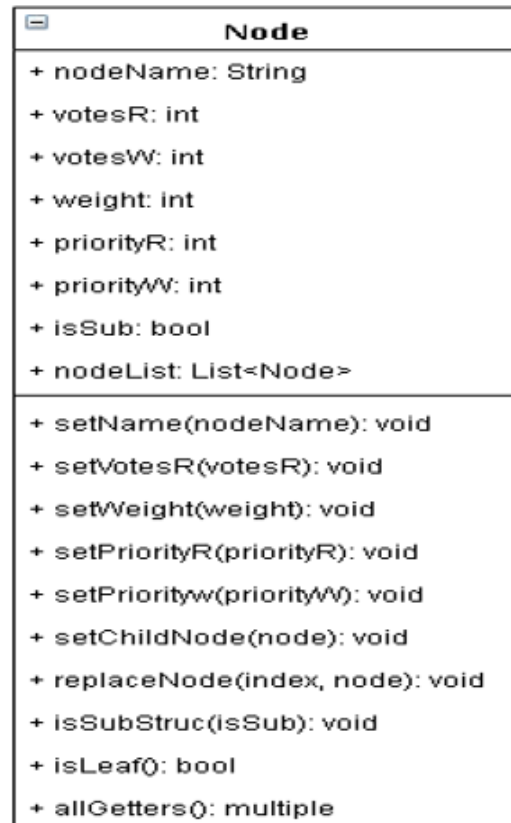 Node
+ nodeName: String
+ votesR: int
+ votesW: int
+ weight: int
+ priorityR: int
+ priorityW: int
+ isSub: bool
+ nodeList: List<Node>
+ setName(nodeName): void
+ setVotesR(votesR): void
+ setWeight(weight): void
+ setPriorityR(priorityR): void
+ setPriorityw(priorityW): void
+ setChildNode(node): void
+ replaceNode(index, node): void
+ isSubStruc(isSub): void
+ isLeaf(): bool
+ allGetters(): multiple